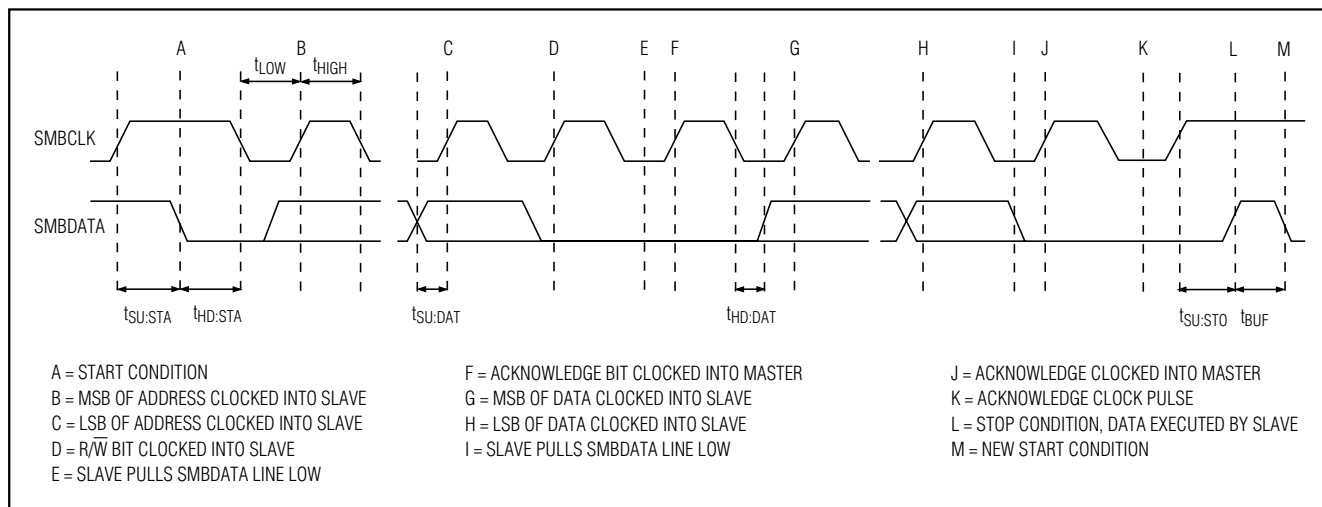 A B C D E F G H I J K L M
tLOW tHIGH
SMBCLK
SMBDATA
tSU:STA tHD:STA tSU:DAT tHD:DAT tSU:STO tBUF
A = START CONDITION
B = MSB OF ADDRESS CLOCKED INTO SLAVE
C = LSB OF ADDRESS CLOCKED INTO SLAVE
D = R/W̅ BIT CLOCKED INTO SLAVE
E = SLAVE PULLS SMBDATA LINE LOW
F = ACKNOWLEDGE BIT CLOCKED INTO MASTER
G = MSB OF DATA CLOCKED INTO SLAVE
H = LSB OF DATA CLOCKED INTO SLAVE
I = SLAVE PULLS SMBDATA LINE LOW
J = ACKNOWLEDGE CLOCKED INTO MASTER
K = ACKNOWLEDGE CLOCK PULSE
L = STOP CONDITION, DATA EXECUTED BY SLAVE
M = NEW START CONDITION